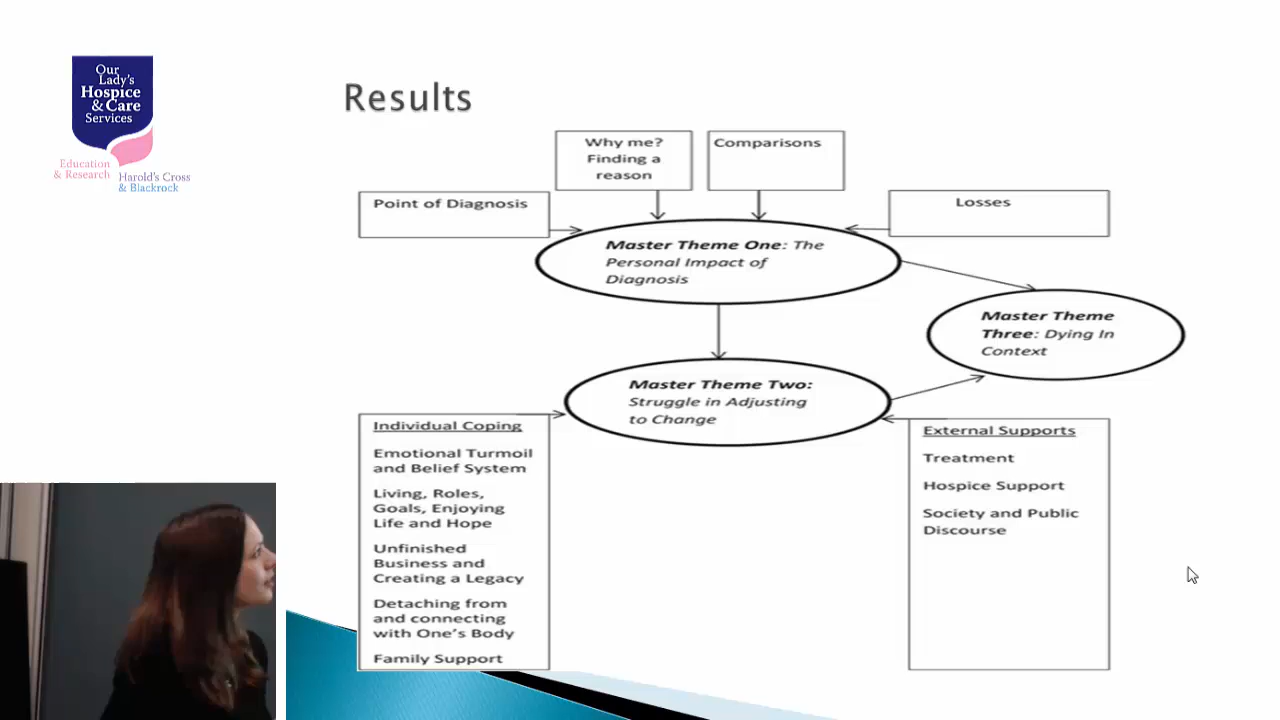 Our
Lady's
Hospice
& Care
Services
Education
& Research
Harold's Cross
& Blackrock
Results
Why me?
Finding a
reason
Comparisons
Point of Diagnosis
Losses
Master Theme One: The
Personal Impact of
Diagnosis
Master Theme
Three: Dying In
Context
Master Theme Two:
Struggle in Adjusting
to Change
Individual Coping
Emotional Turmoil
and Belief System
Living, Roles,
Goals, Enjoying
Life and Hope
Unfinished
Business and
Creating a Legacy
Detaching from
and connecting
with One's Body
Family Support
External Supports
Treatment
Hospice Support
Society and Public
Discourse